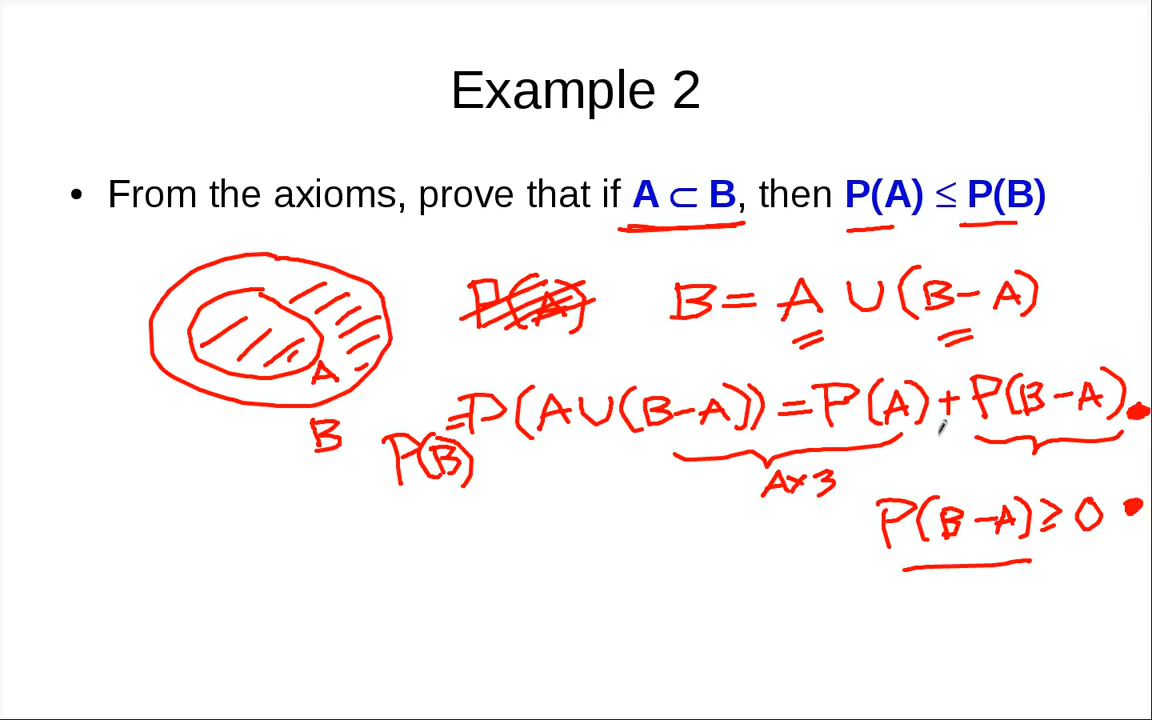 Example 2
• From the axioms, prove that if A ⊂ B, then P(A) ≤ P(B)
P(A) B = A ∪ (B - A)
A
B
P(B) = P(A ∪ (B - A)) = P(A) + P(B - A).
Ax 3
P(B - A) ≥ 0